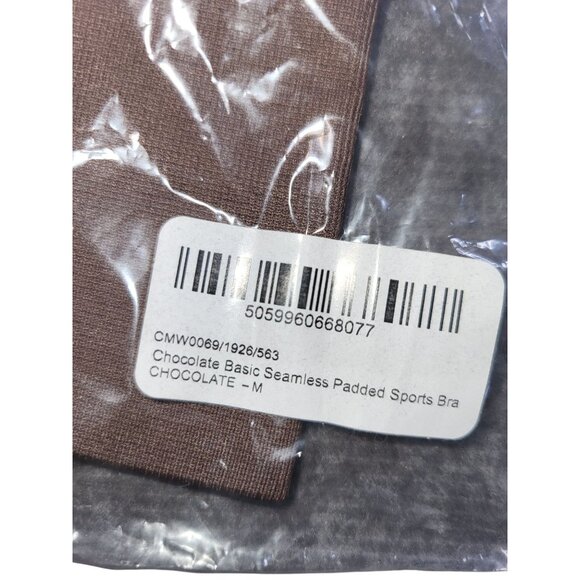 5059960668077
CMW0069/1926/563
Chocolate Basic Seamless Padded Sports Bra
CHOCOLATE - M